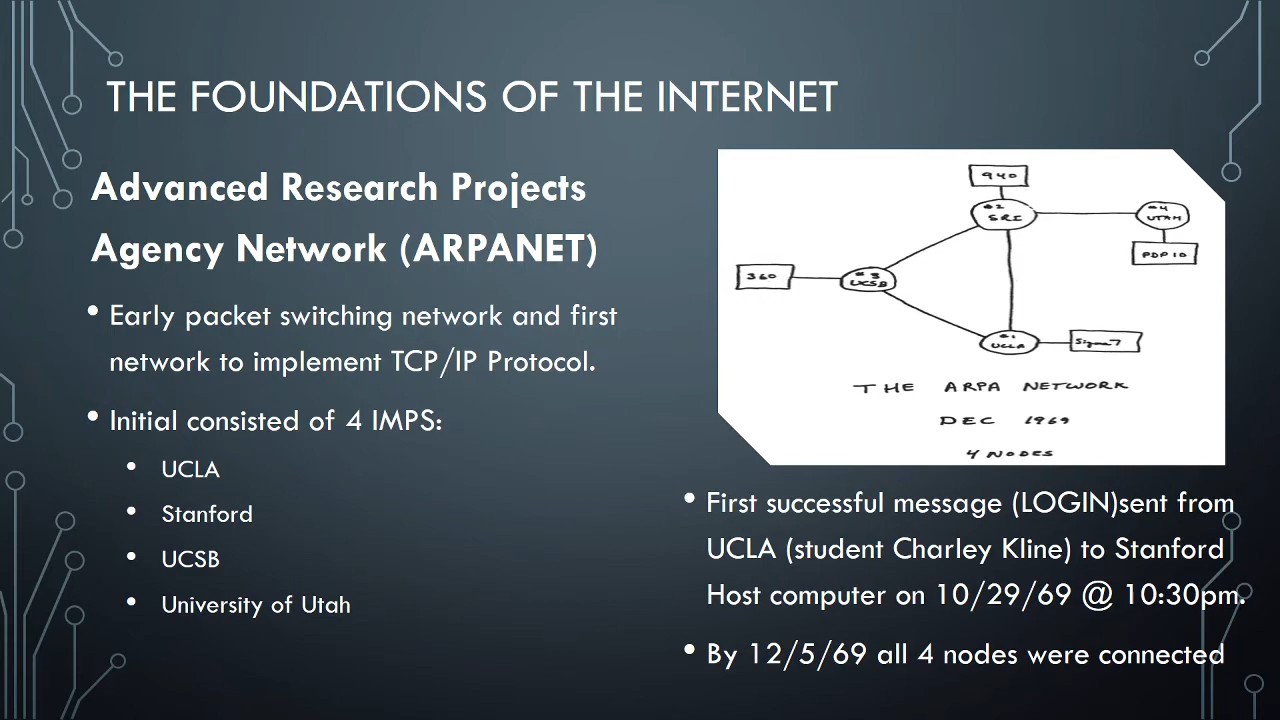 THE FOUNDATIONS OF THE INTERNET
Advanced Research Projects
Agency Network (ARPANET)
• Early packet switching network and first
network to implement TCP/IP Protocol.
• Initial consisted of 4 IMPS:
• UCLA
• Stanford
• UCSB
• University of Utah
940
#2
SRI
#4
UTAH
PDP 10
360
#3
UCSB
#1
UCLA
Sigma 7
THE ARPA NETWORK
DEC 1969
4 NODES
• First successful message (LOGIN)sent from
UCLA (student Charley Kline) to Stanford
Host computer on 10/29/69 @ 10:30pm.
• By 12/5/69 all 4 nodes were connected